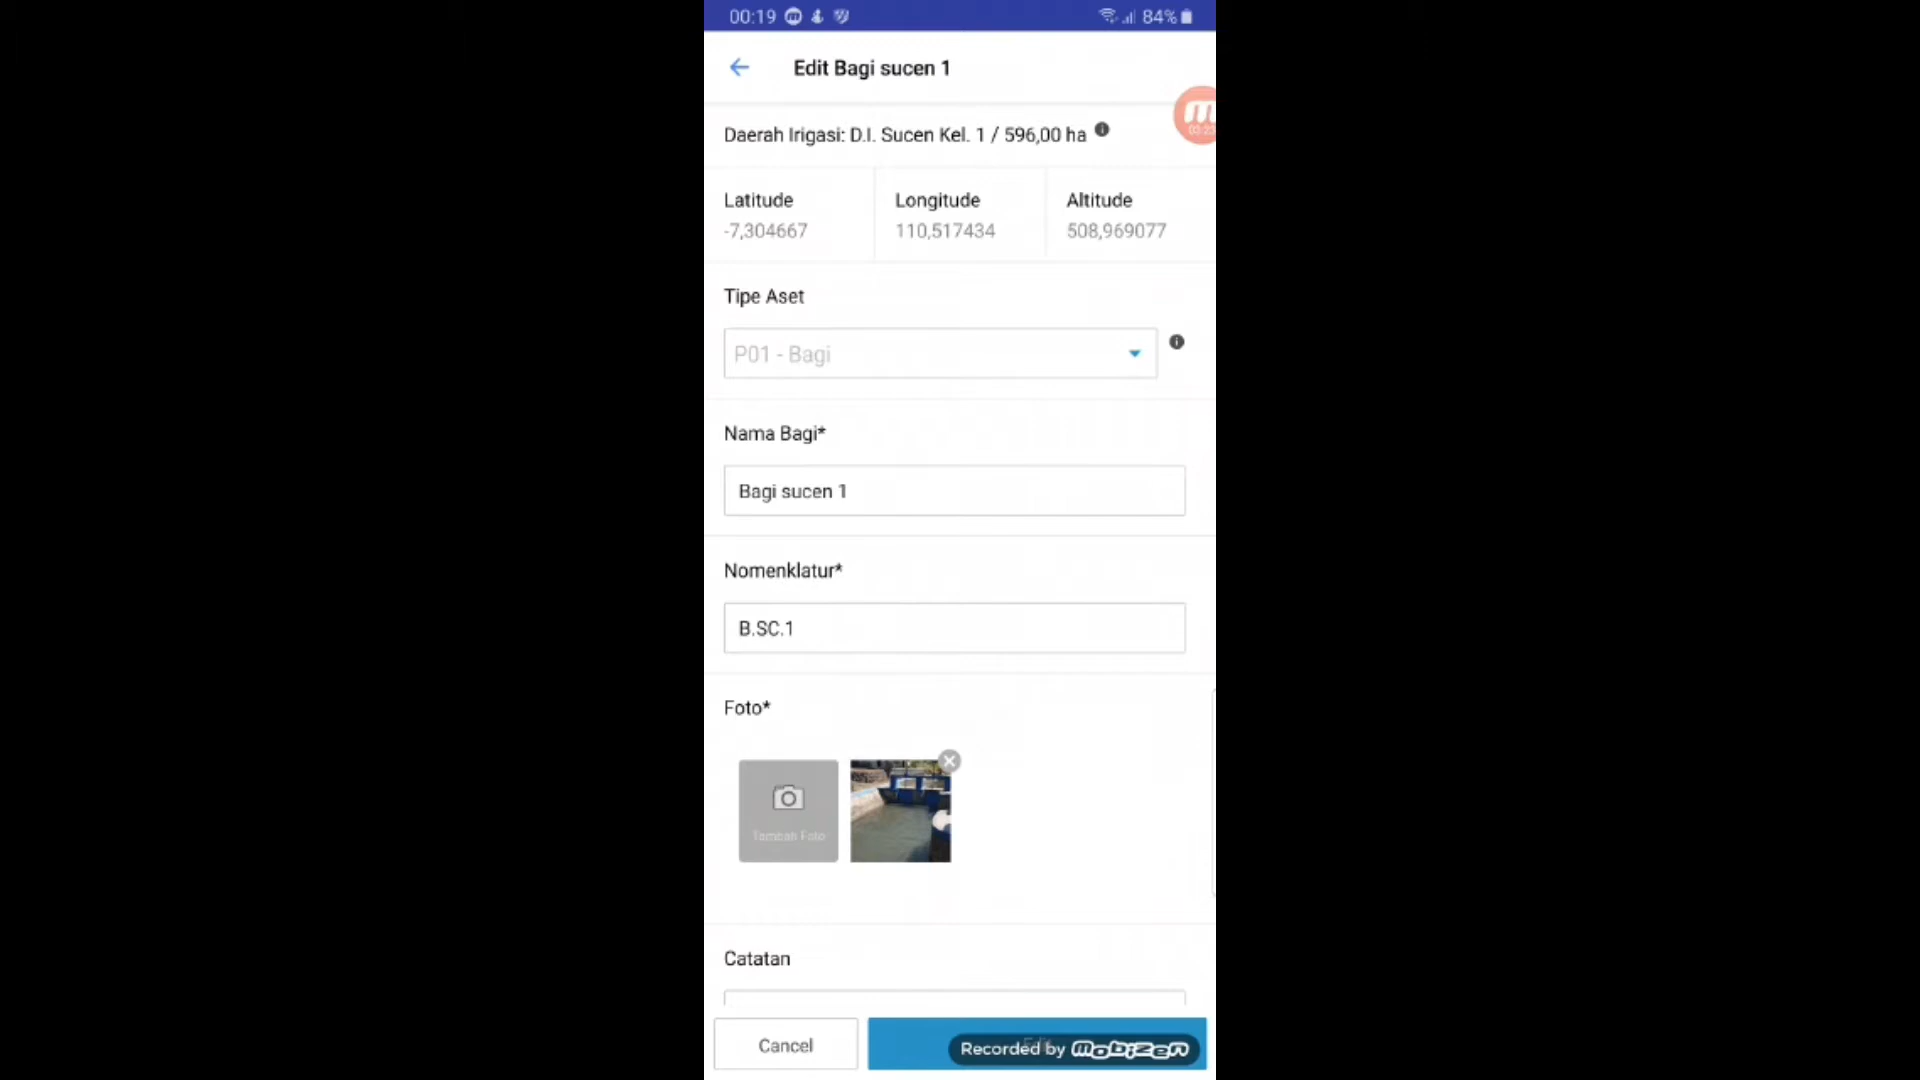 00:19
84%
Edit Bagi sucen 1
03:23
Daerah Irigasi: D.I. Sucen Kel. 1 / 596,00 ha
Latitude Longitude Altitude
-7,304667 110,517434 508,969077
Tipe Aset
P01 - Bagi
Nama Bagi*
Bagi sucen 1
Nomenklatur*
B.SC.1
Foto*
Tambah Foto
Catatan
Cancel
Recorded by mobizen